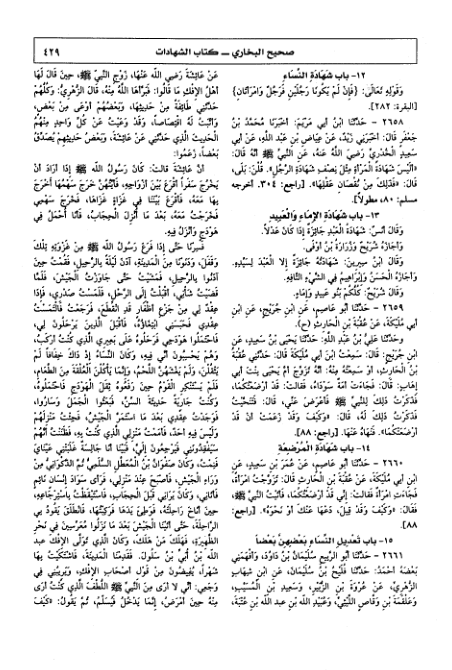 ٤٢٩
صحيح البخاري ـ كتاب الشهادات
١٢- باب شهادة النساء
وقوله تعالى: {فإن لم يكونا رجلين فرجل وامرأتان}
[البقرة: ٢٨٢].
٢٦٥٨ - حدثنا ابن أبي مريم: أخبرنا محمد بن
جعفر قال: أخبرني زيد، عن عياض بن عبد الله، عن أبي
سعيد الخدري رضي الله عنه، عن النبي ﷺ أنه قال:
«أليس شهادة المرأة مثل نصف شهادة الرجل؟». قلن: بلى،
قال: «فذلك من نقصان عقلها». [راجع: ٣٠٤. أخرجه
مسلم: ٨٠، مطولاً].
١٣- باب شهادة الإماء والعبيد
وقال أنس: شهادة العبد جائزة إذا كان عدلاً.
وأجازه شريح وزرارة بن أوفى.
وقال ابن سيرين: شهادته جائزة إلا العبد لسيده.
وأجازه الحسن وإبراهيم في الشيء التافه.
وقال شريح: كلكم بنو عبيد وإماء.
٢٦٥٩ - حدثنا أبو عاصم، عن ابن جريج، عن ابن
أبي مليكة، عن عقبة بن الحارث (ح).
وحدثنا علي بن عبد الله: حدثنا يحيى بن سعيد، عن
ابن جريج قال: سمعت ابن أبي مليكة قال: حدثني عقبة
بن الحارث، أو سمعته منه: أنه تزوج أم يحيى بنت أبي
إهاب، قال: فجاءت أمة سوداء، فقالت: قد أرضعتكما،
فذكرت ذلك للنبي ﷺ فأعرض عني، قال: فتنحيت
فذكرت ذلك له، قال: «وكيف وقد زعمت أن قد
أرضعتكما». فنهاه عنها. [راجع: ٨٨].
١٤- باب شهادة المرضعة
٢٦٦٠ - حدثنا أبو عاصم، عن عمر بن سعيد، عن
ابن أبي مليكة، عن عقبة بن الحارث قال: تزوجت امرأة،
فجاءت امرأة فقالت: إني قد أرضعتكما، فأتيت النبي ﷺ،
فقال: «وكيف وقد قيل، دعها عنك أو نحوه». [راجع:
٨٨].
١٥- باب تعديل النساء بعضهن بعضاً
٢٦٦١ - حدثنا أبو الربيع سليمان بن داود، وأفهمني
بعضه أحمد: حدثنا فليح بن سليمان، عن ابن شهاب
الزهري، عن عروة بن الزبير، وسعيد بن المسيب،
وعلقمة بن وقاص الليثي، وعبيد الله بن عبد الله بن عتبة،
عن عائشة رضي الله عنها، زوج النبي ﷺ، حين قال لها
أهل الإفك ما قالوا: فبرأها الله منه، قال الزهري: وكلهم
حدثني طائفة من حديثها، وبعضهم أوعى من بعض،
وأثبت له اقتصاصاً، وقد وعيت عن كل واحد منهم
الحديث الذي حدثني عن عائشة، وبعض حديثهم يصدق
بعضاً، زعموا:
أن عائشة قالت: كان رسول الله ﷺ إذا أراد أن
يخرج سفراً أقرع بين أزواجه، فأيتهن خرج سهمها أخرج
بها معه، فأقرع بيننا في غزاة غزاها، فخرج سهمي
فخرجت معه، بعد ما أنزل الحجاب، فأنا أحمل في
هودج وأنزل فيه.
فسرنا حتى إذا فرغ رسول الله ﷺ من غزوته تلك
وقفل، ودنونا من المدينة، آذن ليلة بالرحيل، فقمت حين
آذنوا بالرحيل، فمشيت حتى جاوزت الجيش، فلما
قضيت شأني، أقبلت إلى الرحل، فلمست صدري، فإذا
عقد لي من جزع أظفار قد انقطع، فرجعت فالتمست
عقدي فحبسني ابتغاؤه، فأقبل الذين يرحلون لي،
فاحتملوا هودجي فرحلوه على بعيري الذي كنت أركب،
وهم يحسبون أني فيه، وكان النساء إذ ذاك خفافاً لم
يثقلن، ولم يغشهن اللحم، وإنما يأكلن العلقة من الطعام،
فلم يستنكر القوم حين رفعوه ثقل الهودج فاحتملوه،
وكنت جارية حديثة السن، فبعثوا الجمل وساروا،
فوجدت عقدي بعد ما استمر الجيش، فجئت منزلهم
وليس فيه أحد، فأممت منزلي الذي كنت به، فظننت أنهم
سيفقدونني فيرجعون إلي، فبينا أنا جالسة غلبتني عيناي
فنمت، وكان صفوان بن المعطل السلمي ثم الذكواني من
وراء الجيش، فأصبح عند منزلي، فرأى سواد إنسان نائم
فأتاني، وكان يراني قبل الحجاب، فاستيقظت باسترجاعه،
حين أناخ راحلته، فوطئ يدها فركبتها، فانطلق يقود بي
الراحلة، حتى أتينا الجيش بعد ما نزلوا معرسين في نحر
الظهيرة، فهلك من هلك، وكان الذي تولى الإفك عبد
الله بن أبي بن سلول. فقدمنا المدينة، فاشتكيت بها
شهراً، يفيضون من قول أصحاب الإفك، ويريبني في
وجعي: أني لا أرى من النبي ﷺ اللطف الذي كنت أرى
منه حين أمرض، إنما يدخل فيسلم، ثم يقول: «كيف